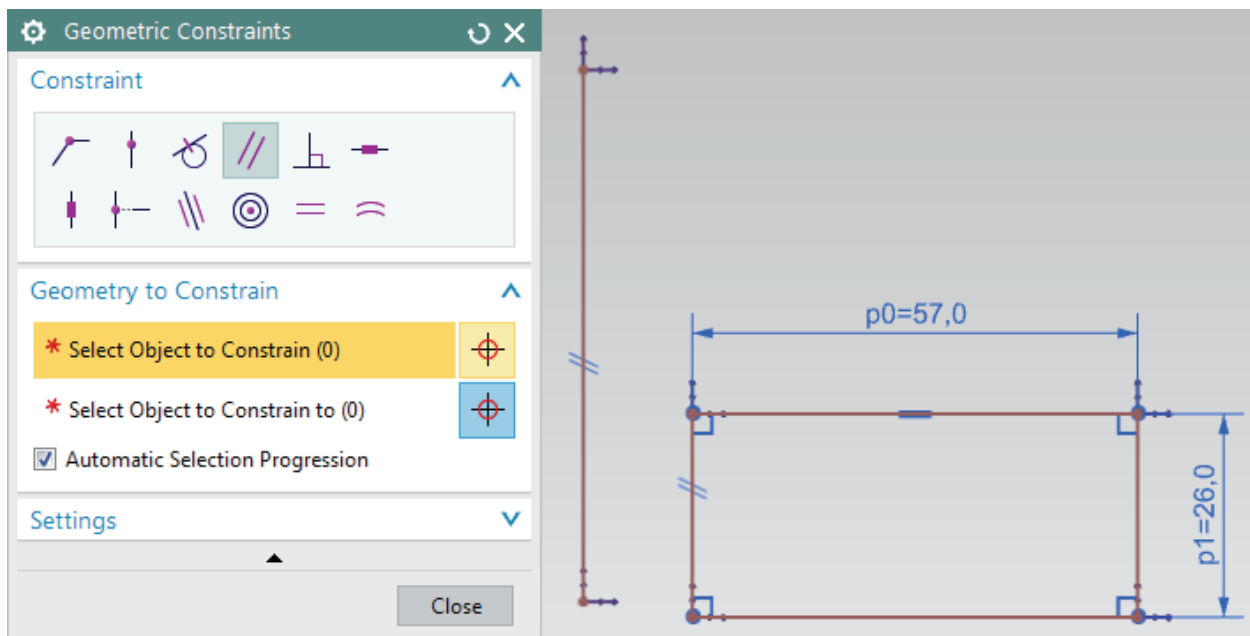 Geometric Constraints
Constraint
Geometry to Constrain
* Select Object to Constrain (0)
* Select Object to Constrain to (0)
Automatic Selection Progression
Settings
Close
p0=57,0
p1=26,0